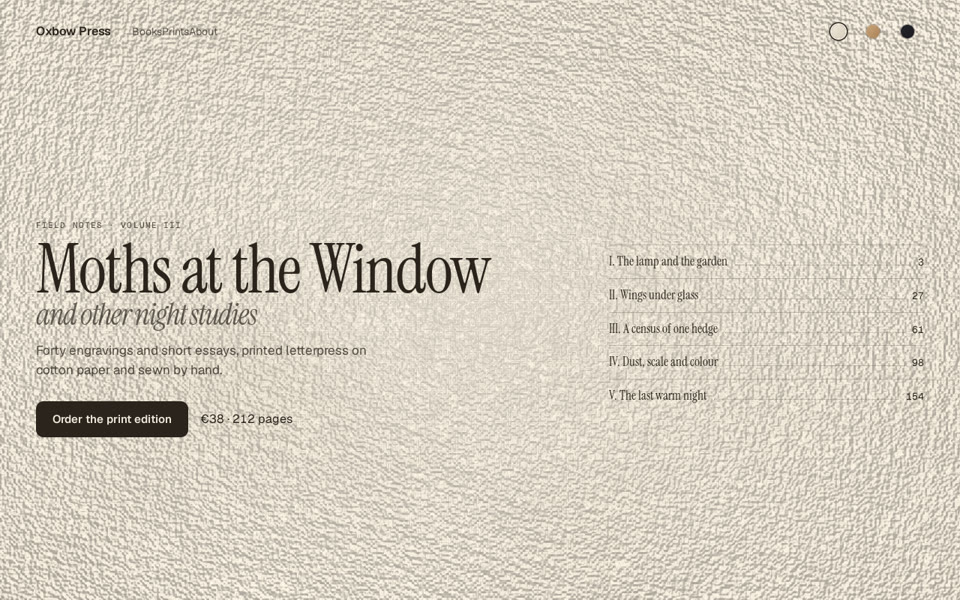 Oxbow Press
Books Prints About
FIELD NOTES · VOLUME III
Moths at the Window
and other night studies
Forty engravings and short essays, printed letterpress on
cotton paper and sewn by hand.
Order the print edition
€38 · 212 pages
I. The lamp and the garden 3
II. Wings under glass 27
III. A census of one hedge 61
IV. Dust, scale and colour 98
V. The last warm night 154